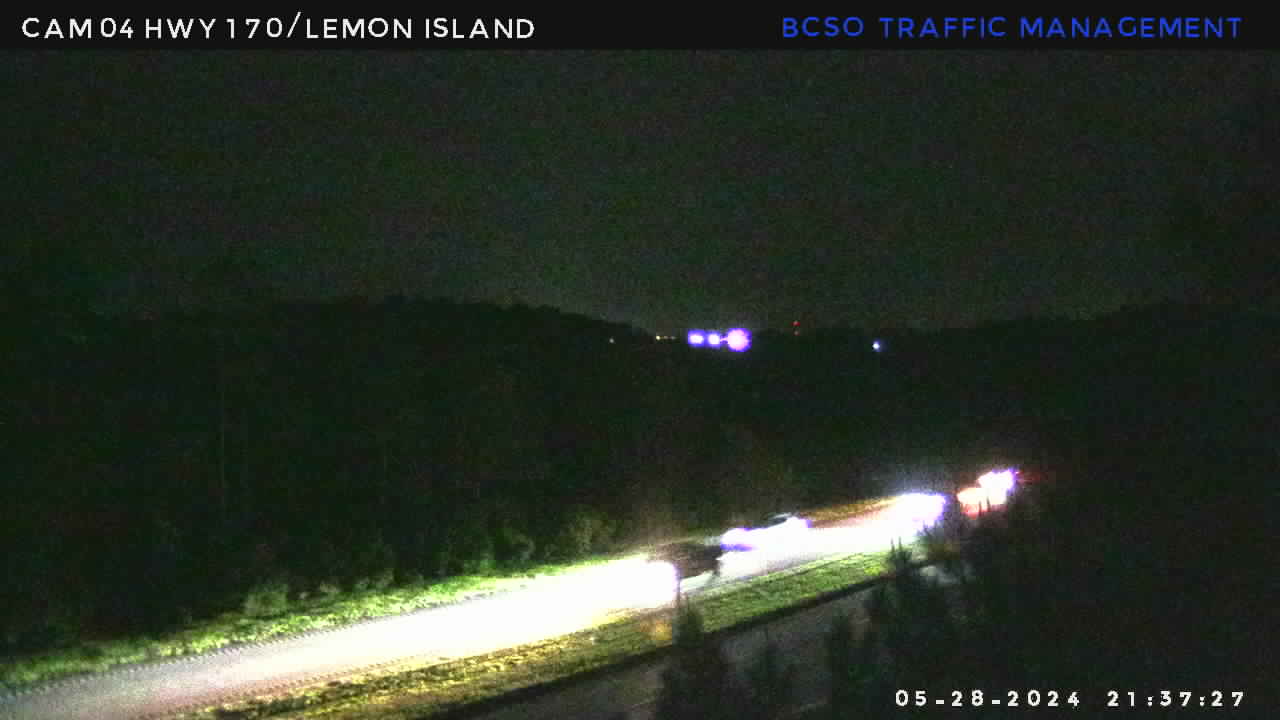 CAM04 HWY 170/LEMON ISLAND
BCSO TRAFFIC MANAGEMENT
05-28-2024 21:37:27